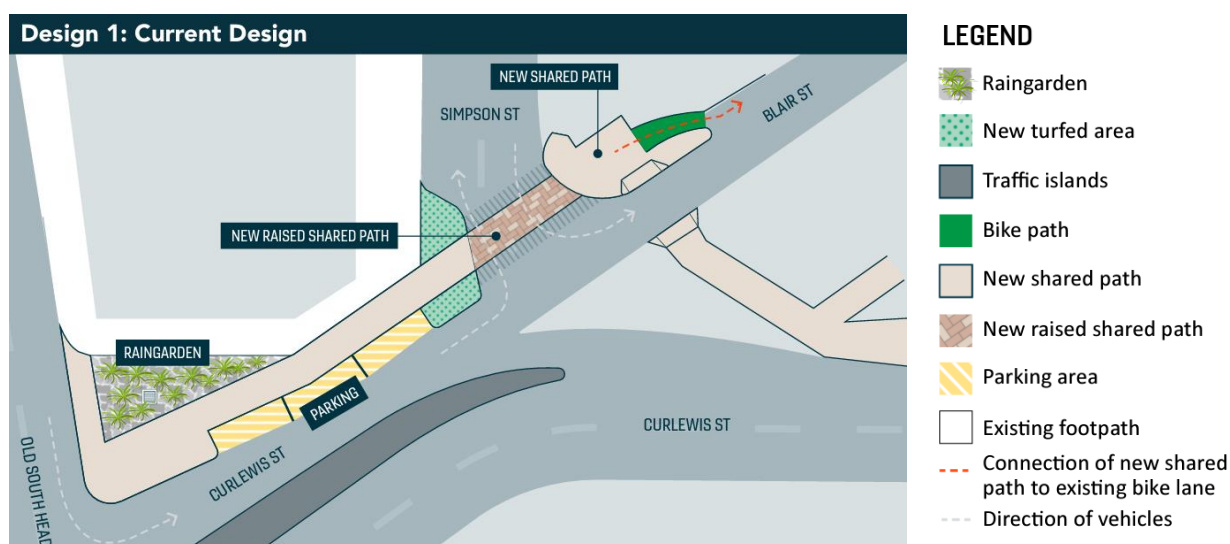 Design 1: Current Design
NEW SHARED PATH
SIMPSON ST
BLAIR ST
NEW RAISED SHARED PATH
RAINGARDEN
PARKING
CURLEWIS ST
CURLEWIS ST
OLD SOUTH HEAD
LEGEND
Raingarden
New turfed area
Traffic islands
Bike path
New shared path
New raised shared path
Parking area
Existing footpath
Connection of new shared
path to existing bike lane
Direction of vehicles